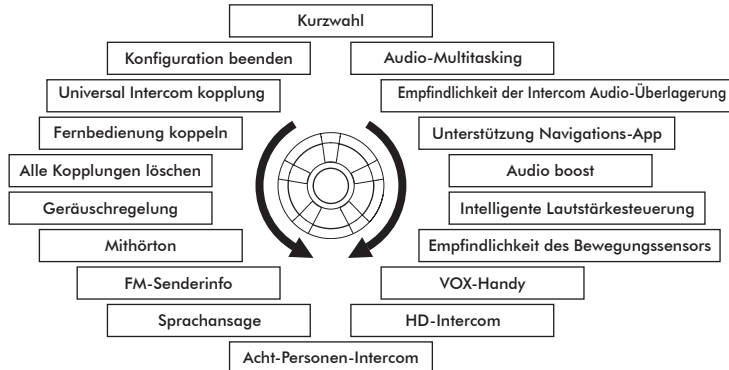 Kurzwahl
Konfiguration beenden
Audio-Multitasking
Universal Intercom kopplung
Empfindlichkeit der Intercom Audio-Überlagerung
Fernbedienung koppeln
Unterstützung Navigations-App
Alle Kopplungen löschen
Audio boost
Geräuschregelung
Intelligente Lautstärkesteuerung
Mithörton
Empfindlichkeit des Bewegungssensors
FM-Senderinfo
VOX-Handy
Sprachansage
HD-Intercom
Acht-Personen-Intercom